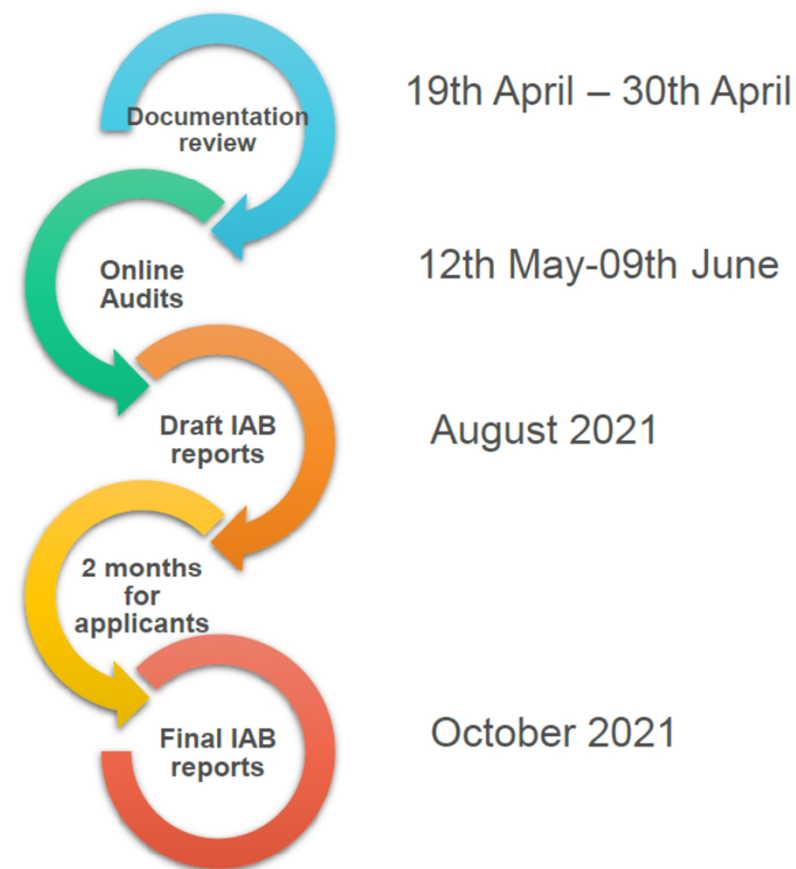 Documentation
review
19th April – 30th April
Online
Audits
12th May-09th June
Draft IAB
reports
August 2021
2 months
for
applicants
Final IAB
reports
October 2021